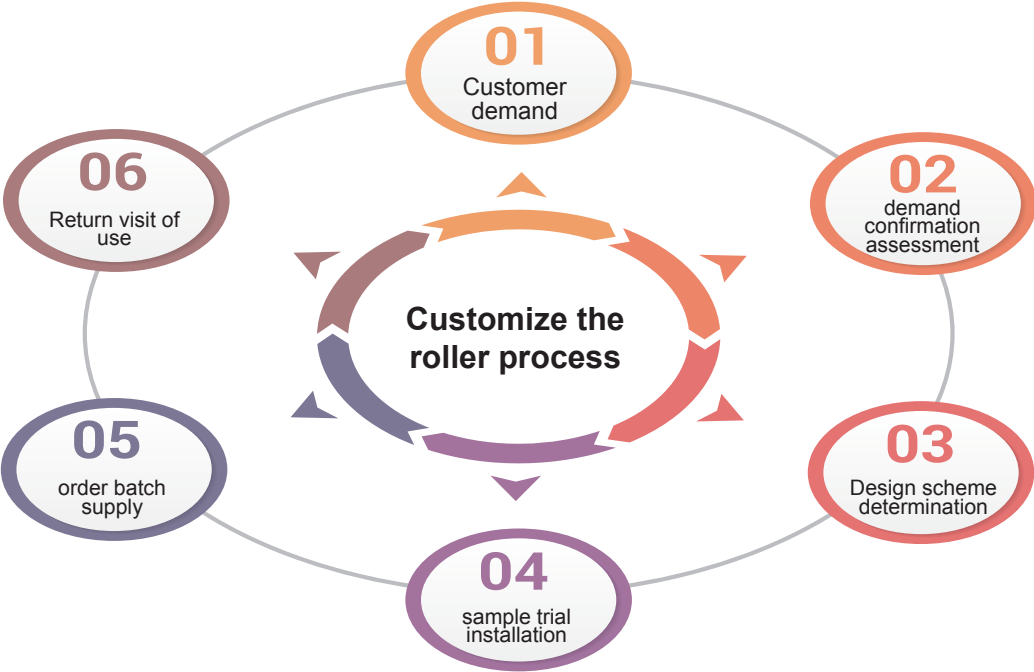 01
Customer
demand
02
demand
confirmation
assessment
03
Design scheme
determination
04
sample trial
installation
05
order batch
supply
06
Return visit of
use
Customize the
roller process